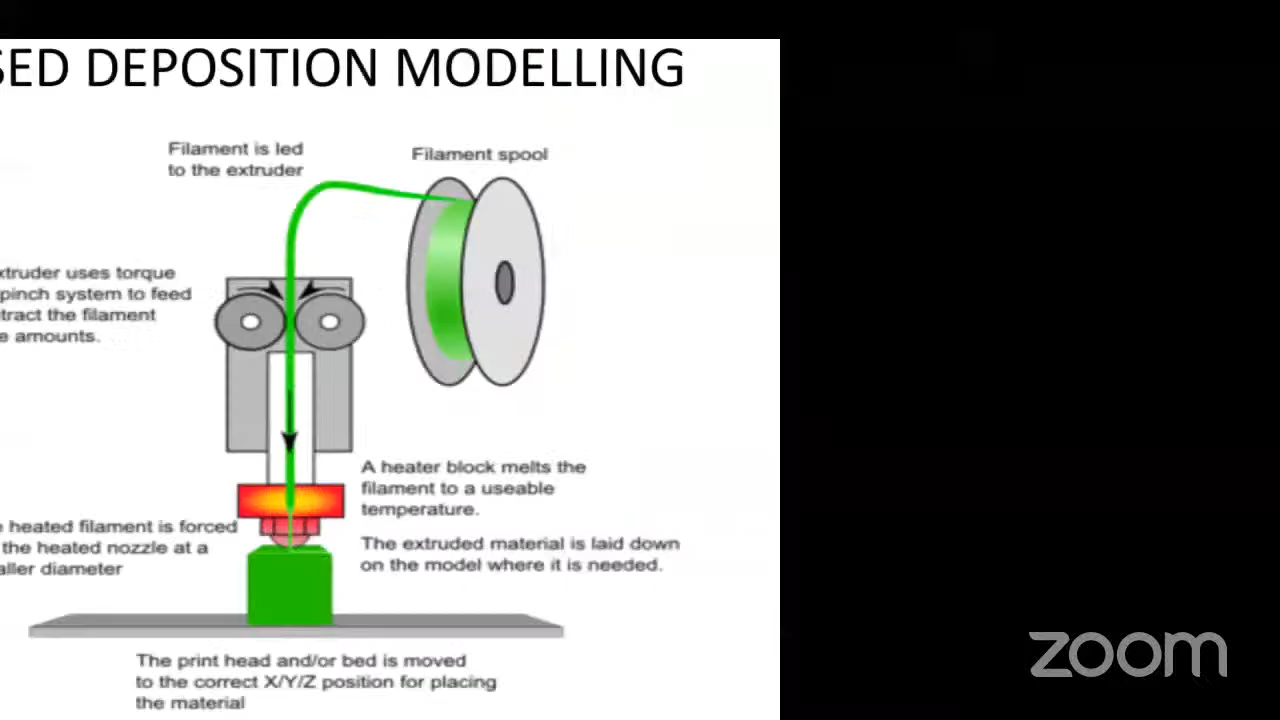 SED DEPOSITION MODELLING
Filament is led
to the extruder
Filament spool
xtruder uses torque
pinch system to feed
tract the filament
e amounts.
A heater block melts the
filament to a useable
temperature.
e heated filament is forced
the heated nozzle at a
aller diameter
The extruded material is laid down
on the model where it is needed.
The print head and/or bed is moved
to the correct X/Y/Z position for placing
the material
zoom